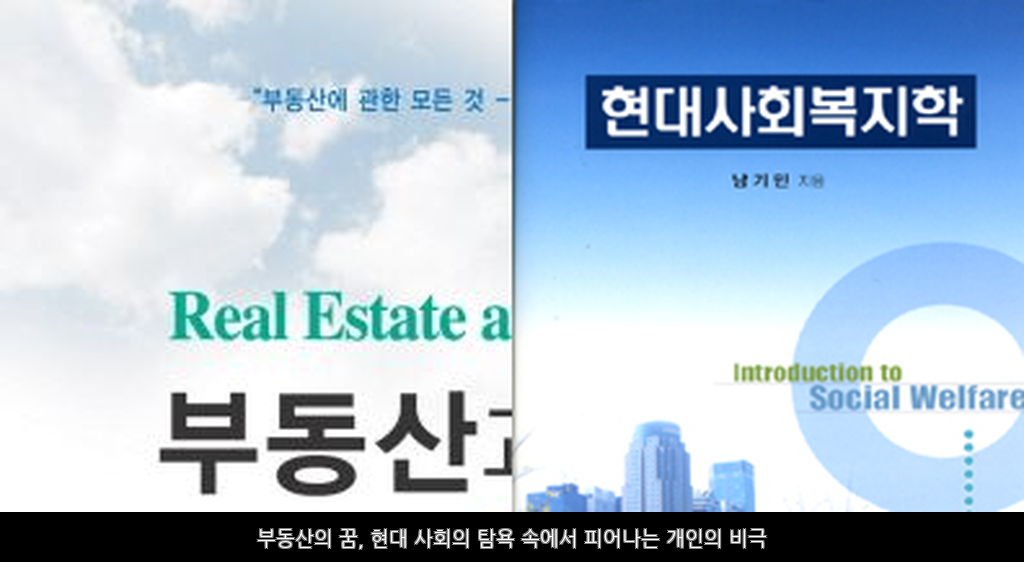 "부동산에 관한 모든 것 -
Real Estate a
부동산
현대사회복지학
남기민 지음
Introduction to
Social Welfare
부동산의 꿈, 현대 사회의 탐욕 속에서 피어나는 개인의 비극